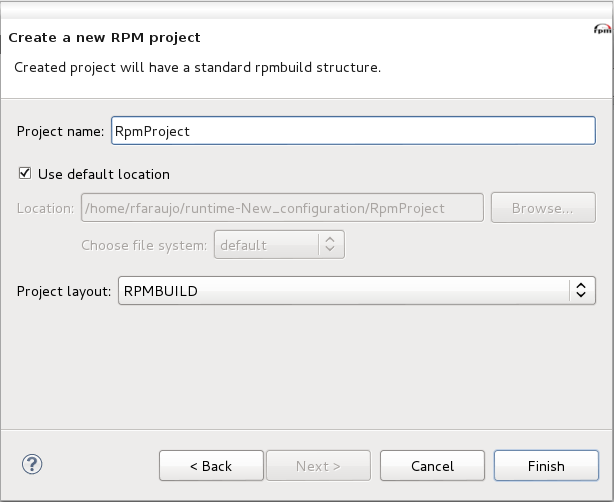 Create a new RPM project
rpm
Created project will have a standard rpmbuild structure.
Project name: RpmProject
Use default location
Location: /home/rfaraujo/runtime-New_configuration/RpmProject Browse...
Choose file system: default
Project layout: RPMBUILD
? < Back Next > Cancel Finish